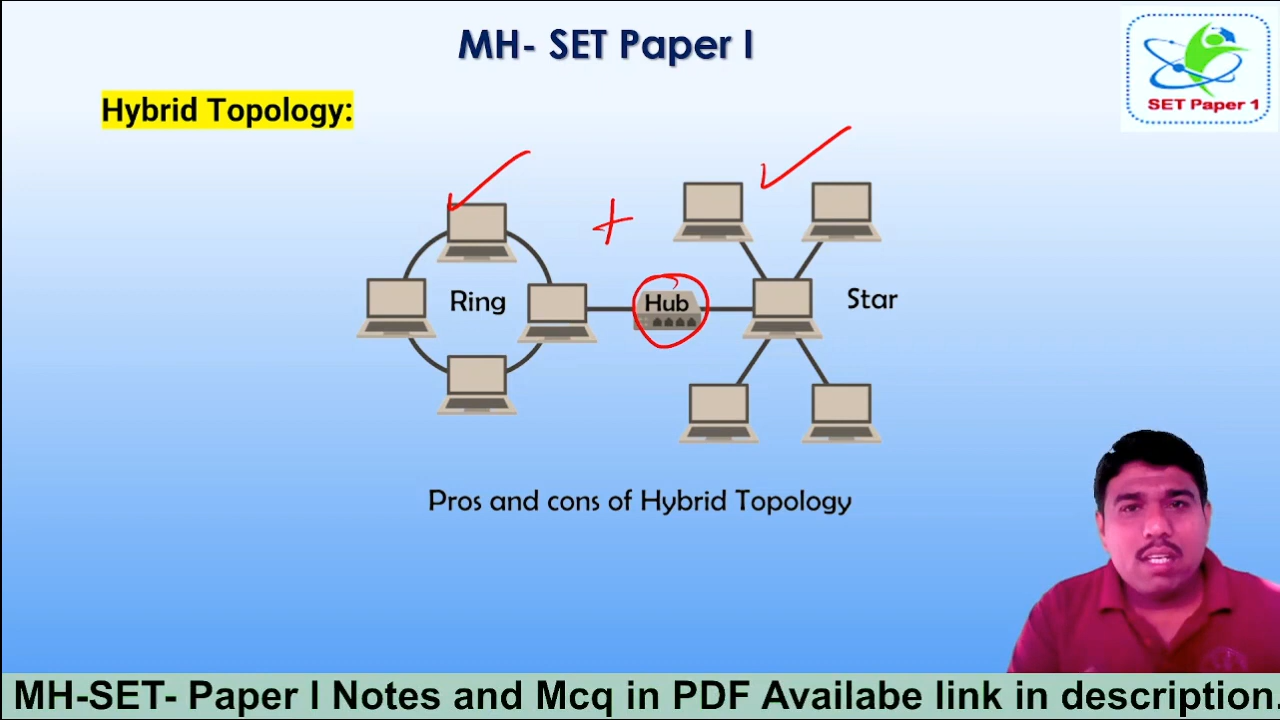 MH- SET Paper I
SET Paper 1
Hybrid Topology:
+
Ring
Hub
Star
Pros and cons of Hybrid Topology
MH-SET- Paper I Notes and Mcq in PDF Availabe link in description.